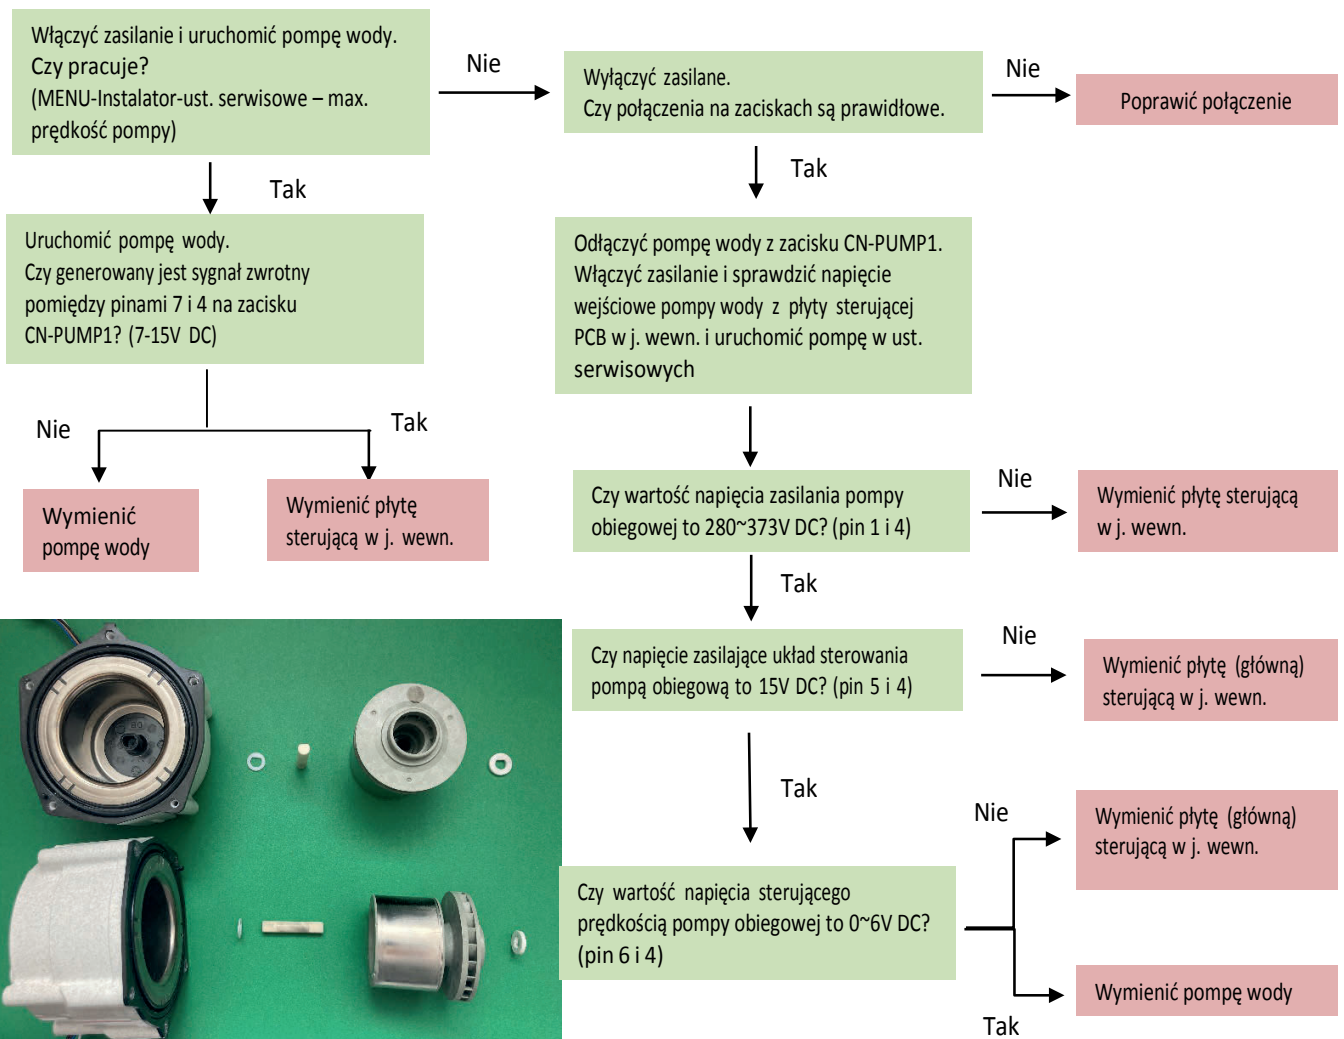 Włączyć zasilanie i uruchomić pompę wody.
Czy pracuje?
(MENU-Instalator-ust. serwisowe – max.
prędkość pompy)
Nie
Wyłączyć zasilane.
Czy połączenia na zaciskach są prawidłowe.
Nie
Poprawić połączenie
Tak
Tak
Uruchomić pompę wody.
Czy generowany jest sygnał zwrotny
pomiędzy pinami 7 i 4 na zacisku
CN-PUMP1? (7-15V DC)
Odłączyć pompę wody z zacisku CN-PUMP1.
Włączyć zasilanie i sprawdzić napięcie
wejściowe pompy wody z płyty sterującej
PCB w j. wewn. i uruchomić pompę w ust.
serwisowych
Nie
Tak
Wymienić
pompę wody
Wymienić płytę
sterującą w j. wewn.
Czy wartość napięcia zasilania pompy
obiegowej to 280~373V DC? (pin 1 i 4)
Nie
Wymienić płytę sterującą
w j. wewn.
Tak
Czy napięcie zasilające układ sterowania
pompą obiegową to 15V DC? (pin 5 i 4)
Nie
Wymienić płytę (główną)
sterującą w j. wewn.
Tak
Czy wartość napięcia sterującego
prędkością pompy obiegowej to 0~6V DC?
(pin 6 i 4)
Nie
Wymienić płytę (główną)
sterującą w j. wewn.
Tak
Wymienić pompę wody